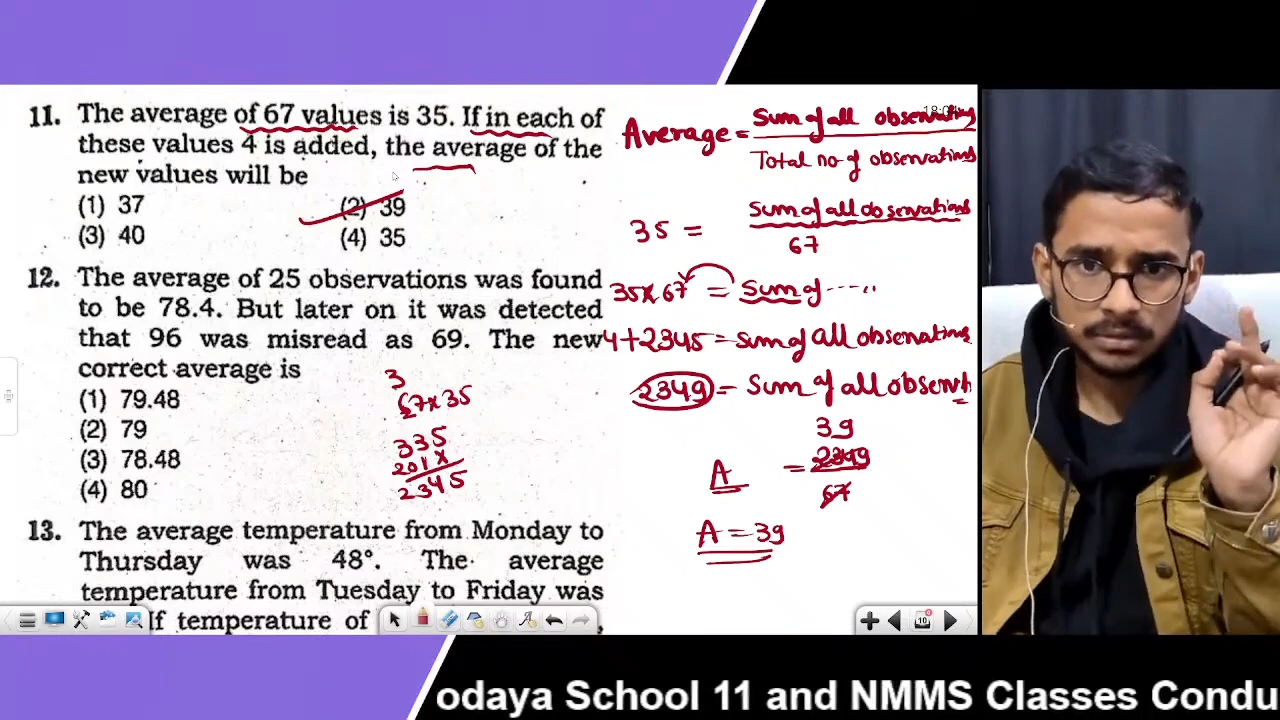 11. The average of 67 values is 35. If in each of
these values 4 is added, the average of the
new values will be
(1) 37 (2) 39
(3) 40 (4) 35
12. The average of 25 observations was found
to be 78.4. But later on it was detected
that 96 was misread as 69. The new
correct average is
(1) 79.48
(2) 79
(3) 78.48
(4) 80
13. The average temperature from Monday to
Thursday was 48°. The average
temperature from Tuesday to Friday was
If temperature of
3
67x35
335
201x
2345
Average = Sum of all observations
Total no of observations
35 = Sum of all observations
67
35x67 = Sum of ......
4+2345 = Sum of All observations
2349 = Sum of all observ
39
A = 2349
67
A = 39
10
odaya School 11 and NMMS Classes Condu